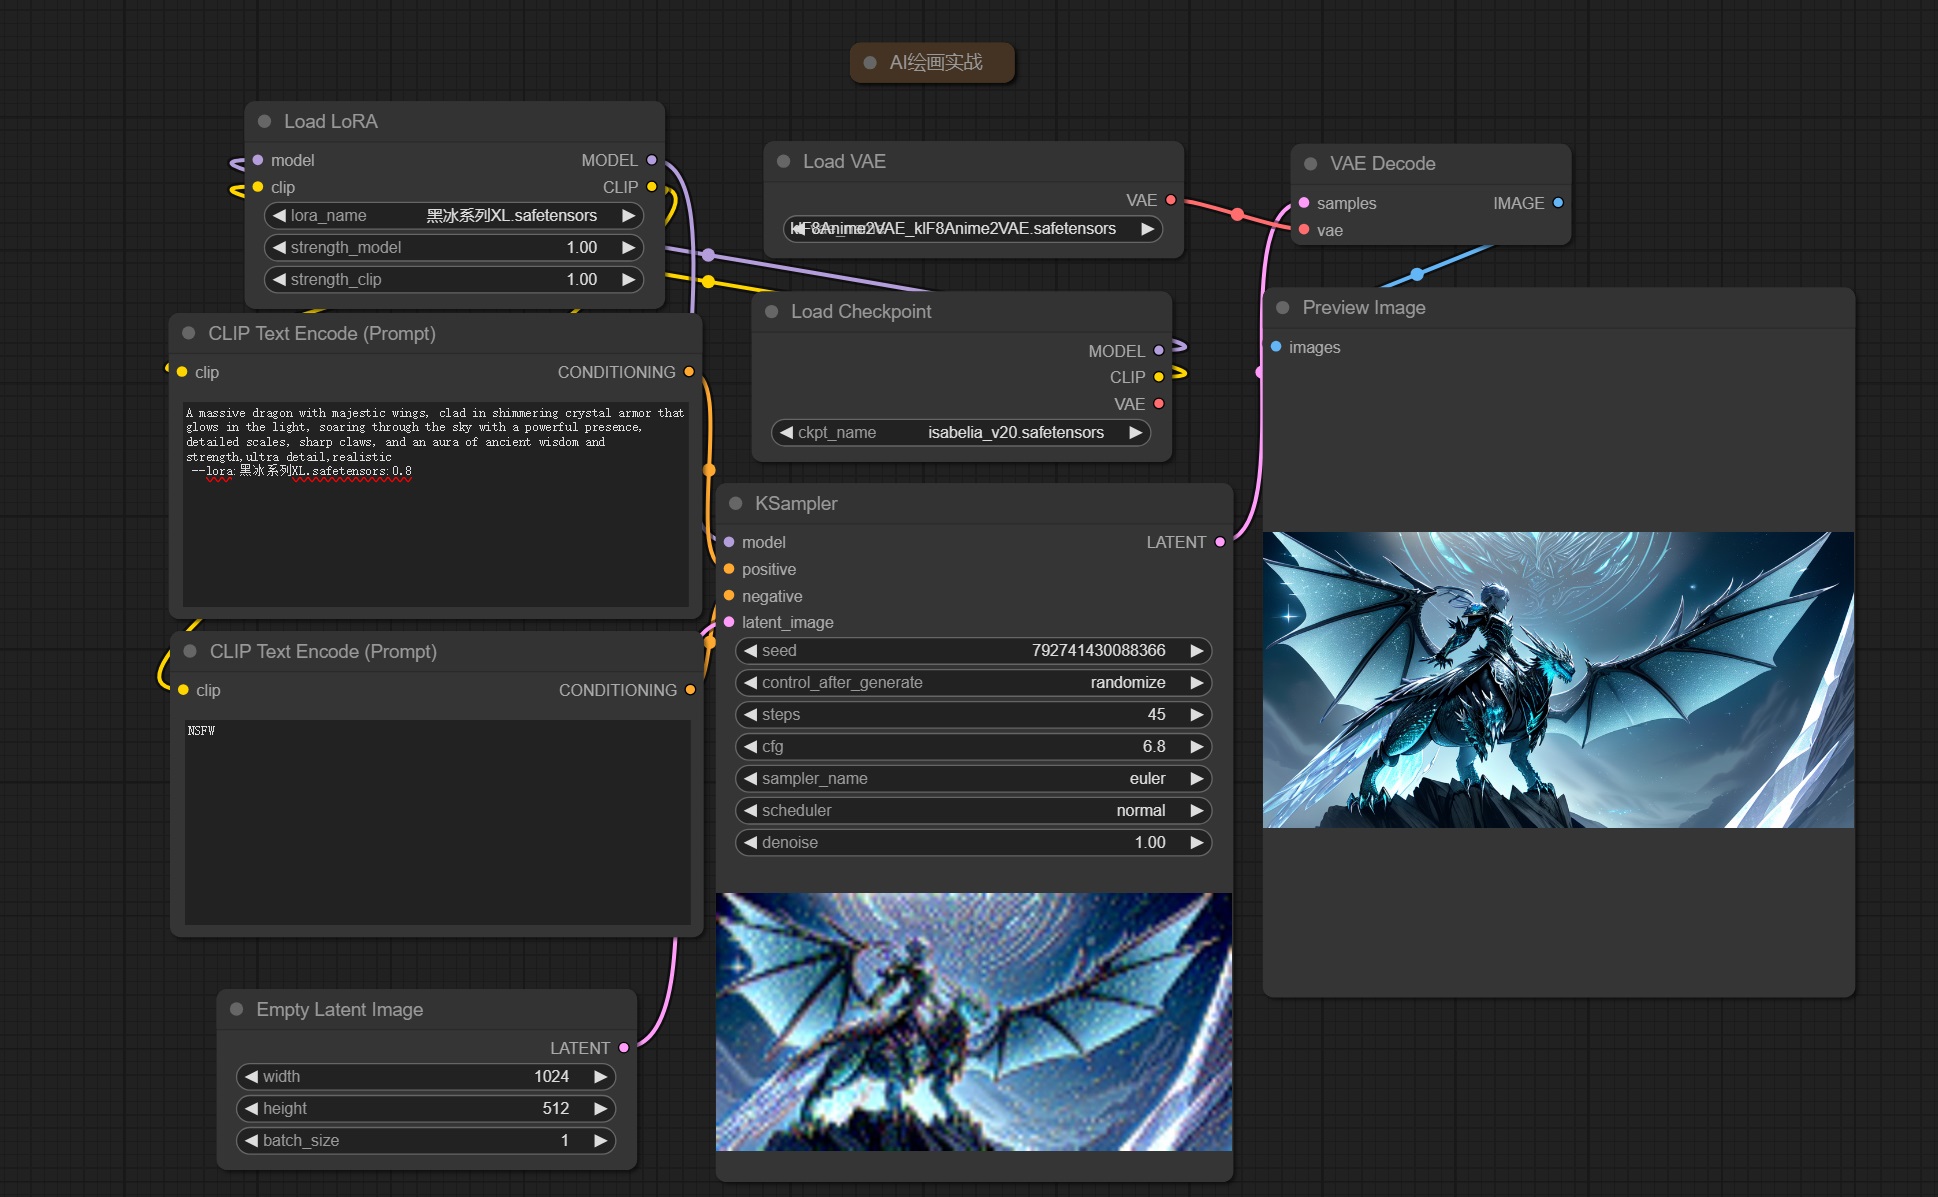 AI绘画实战
Load LoRA
model MODEL
clip CLIP
lora_name 黑冰系列XL.safetensors
strength_model 1.00
strength_clip 1.00
Load VAE
VAE
klF8Anime2VAE_klF8Anime2VAE.safetensors
VAE Decode
samples IMAGE
vae
Load Checkpoint
MODEL
CLIP
VAE
ckpt_name isabelia_v20.safetensors
Preview Image
images
CLIP Text Encode (Prompt)
clip CONDITIONING
A massive dragon with majestic wings, clad in shimmering crystal armor that
glows in the light, soaring through the sky with a powerful presence,
detailed scales, sharp claws, and an aura of ancient wisdom and
strength,ultra detail,realistic
--lora:黑冰系列XL.safetensors:0.8
CLIP Text Encode (Prompt)
clip CONDITIONING
NSFW
KSampler
model LATENT
positive
negative
latent_image
seed 792741430088366
control_after_generate randomize
steps 45
cfg 6.8
sampler_name euler
scheduler normal
denoise 1.00
Empty Latent Image
LATENT
width 1024
height 512
batch_size 1